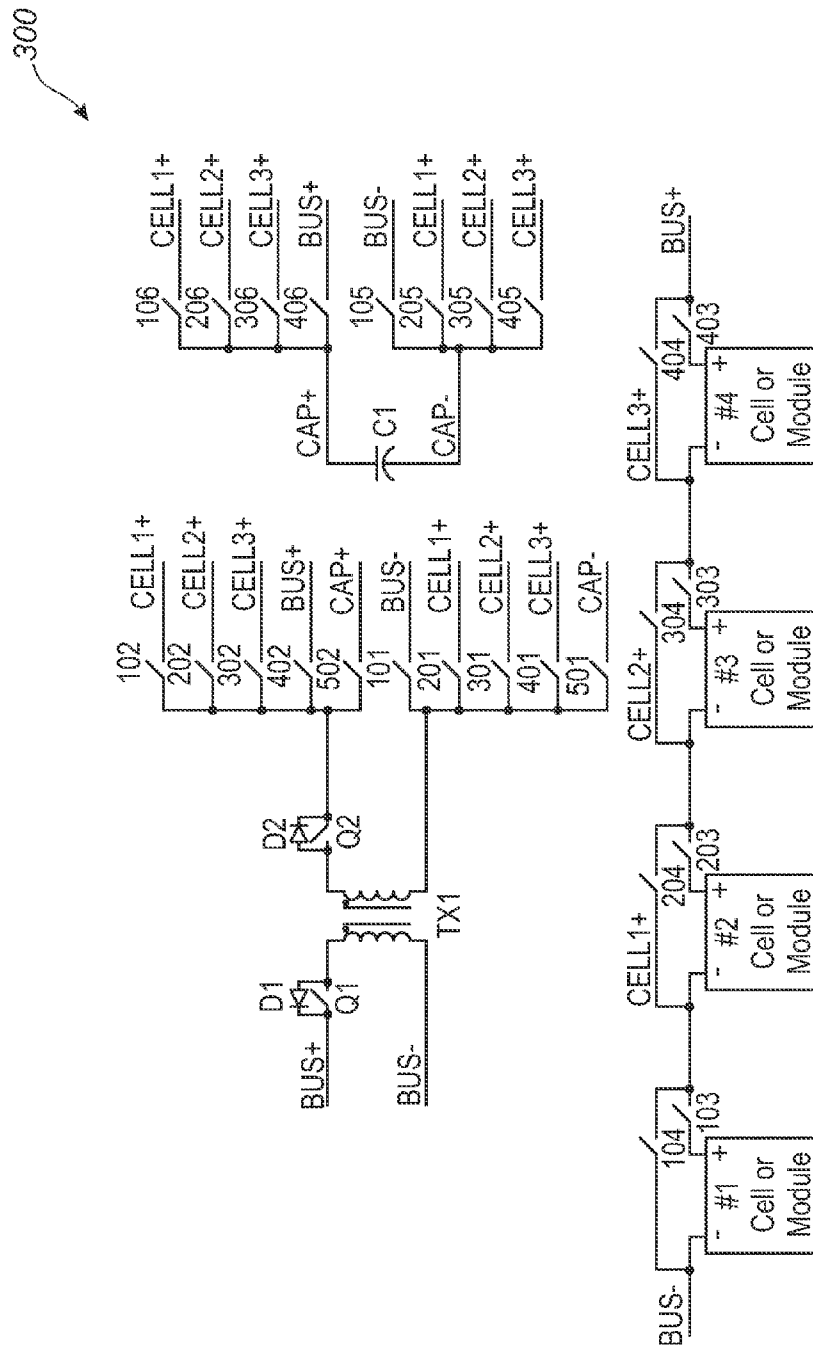 300
BUS+
BUS-
D1
Q1
TX1
D2
Q2
102 CELL1+
202 CELL2+
302 CELL3+
402 BUS+
502 CAP+
101 BUS-
201 CELL1+
301 CELL2+
401 CELL3+
501 CAP-
CAP+
C1
CAP-
106 CELL1+
206 CELL2+
306 CELL3+
406 BUS+
105 BUS-
205 CELL1+
305 CELL2+
405 CELL3+
BUS-
104
103
- #1 +
Cell or
Module
CELL1+
204
203
- #2 +
Cell or
Module
CELL2+
304
303
- #3 +
Cell or
Module
CELL3+
404
403
- #4 +
Cell or
Module
BUS+